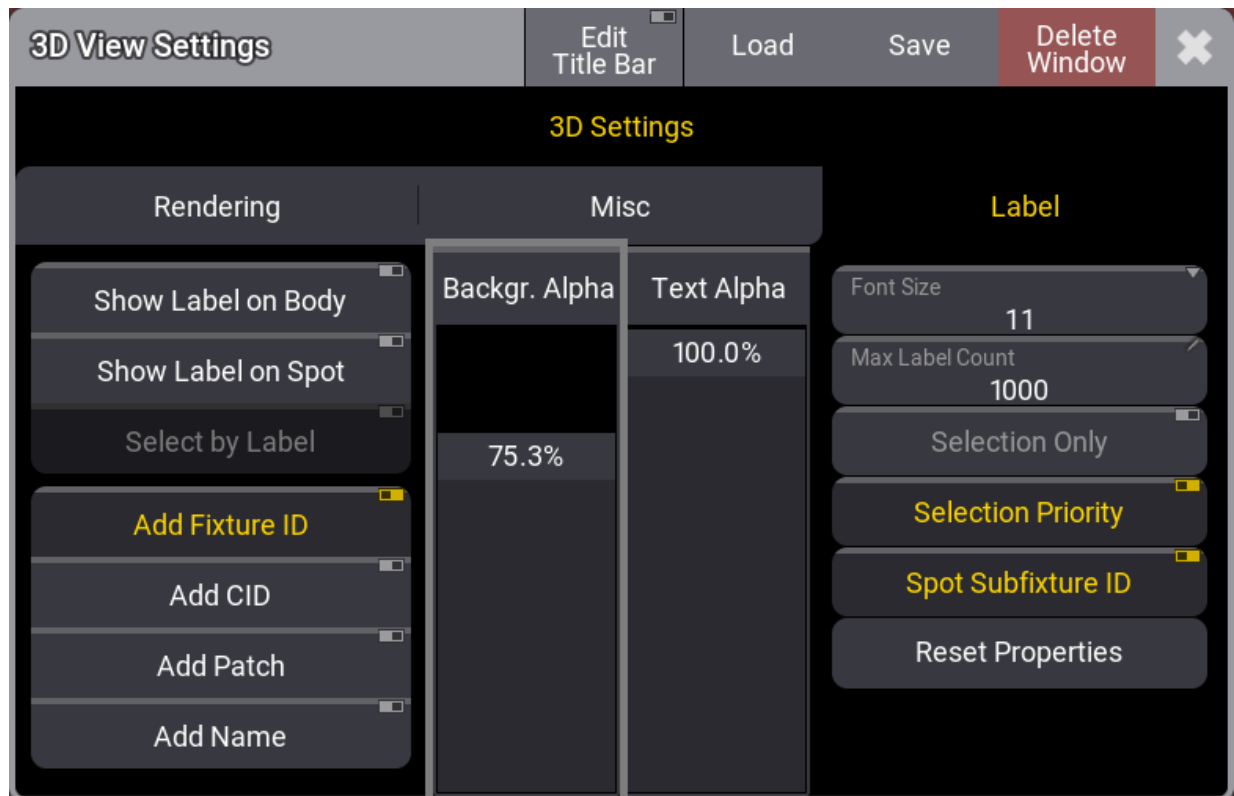 3D View Settings
Edit
Title Bar
Load
Save
Delete
Window
3D Settings
Rendering
Misc
Label
Show Label on Body
Show Label on Spot
Select by Label
Add Fixture ID
Add CID
Add Patch
Add Name
Backgr. Alpha
75.3%
Text Alpha
100.0%
Font Size
11
Max Label Count
1000
Selection Only
Selection Priority
Spot Subfixture ID
Reset Properties